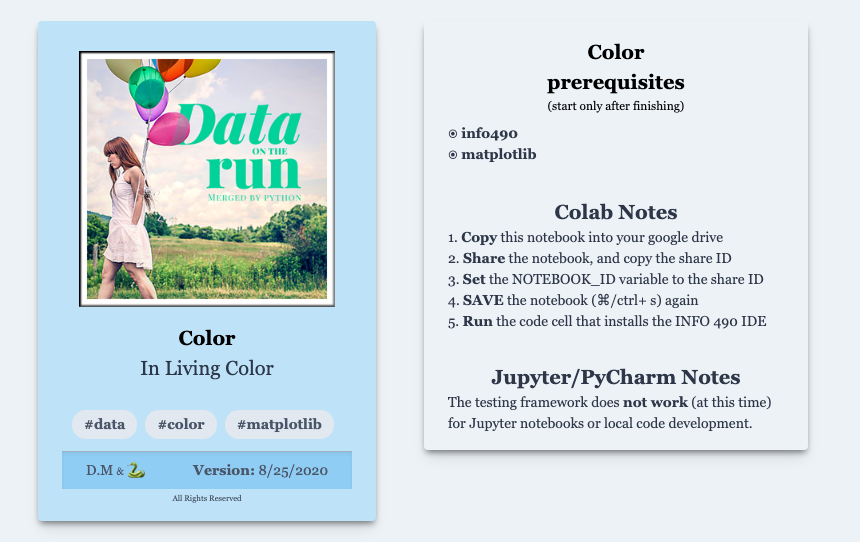 Data
ON THE
run
MERGED BY PYTHON
Color
In Living Color
#data #color #matplotlib
D.M & Version: 8/25/2020
All Rights Reserved
Color
prerequisites
(start only after finishing)
⦿ info490
⦿ matplotlib
Colab Notes
1. Copy this notebook into your google drive
2. Share the notebook, and copy the share ID
3. Set the NOTEBOOK_ID variable to the share ID
4. SAVE the notebook (⌘/ctrl+ s) again
5. Run the code cell that installs the INFO 490 IDE
Jupyter/PyCharm Notes
The testing framework does not work (at this time)
for Jupyter notebooks or local code development.